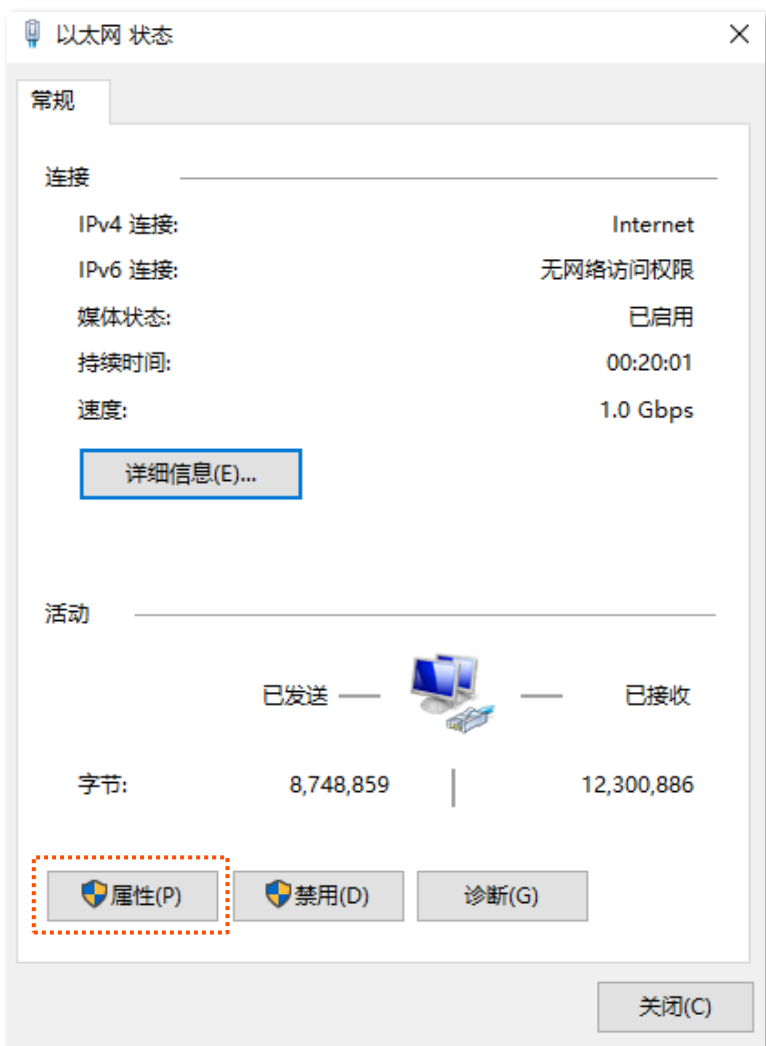 以太网 状态
常规
连接
IPv4 连接: Internet
IPv6 连接: 无网络访问权限
媒体状态: 已启用
持续时间: 00:20:01
速度: 1.0 Gbps
详细信息(E)...
活动
已发送 已接收
字节: 8,748,859 12,300,886
属性(P) 禁用(D) 诊断(G)
关闭(C)